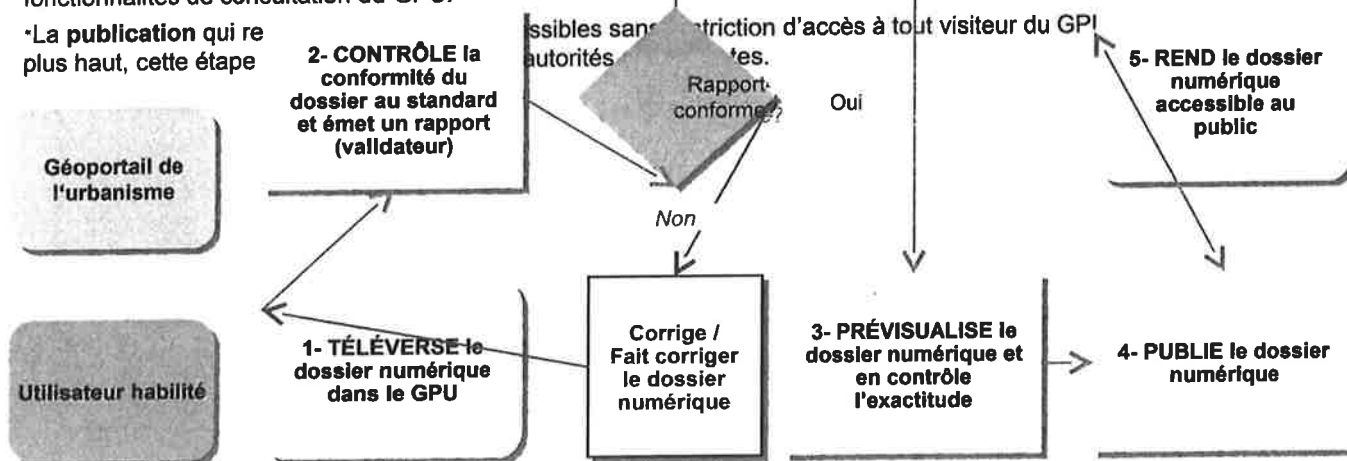 fonctionnalités de consultation du GPU.
•La publication qui re ssibles sans triction d'accès à tout visiteur du GPU
plus haut, cette étape autorités tes.
2- CONTRÔLE la
conformité du
dossier au standard
et émet un rapport
(validateur)
Rapport
conforme?
Oui
5- REND le dossier
numérique
accessible au
public
Géoportail de
l'urbanisme
Non
Utilisateur habilité
1- TÉLÉVERSE le
dossier numérique
dans le GPU
Corrige /
Fait corriger
le dossier
numérique
3- PRÉVISUALISE le
dossier numérique et
en contrôle
l'exactitude
4- PUBLIE le dossier
numérique